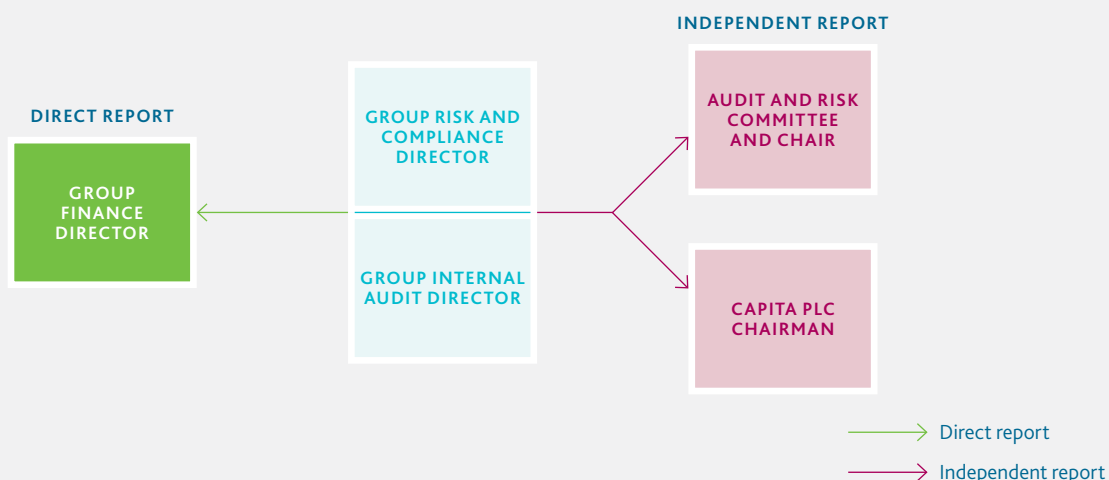 DIRECT REPORT
GROUP
FINANCE
DIRECTOR
GROUP RISK AND
COMPLIANCE
DIRECTOR
GROUP INTERNAL
AUDIT DIRECTOR
INDEPENDENT REPORT
AUDIT AND RISK
COMMITTEE
AND CHAIR
CAPITA PLC
CHAIRMAN
Direct report
Independent report